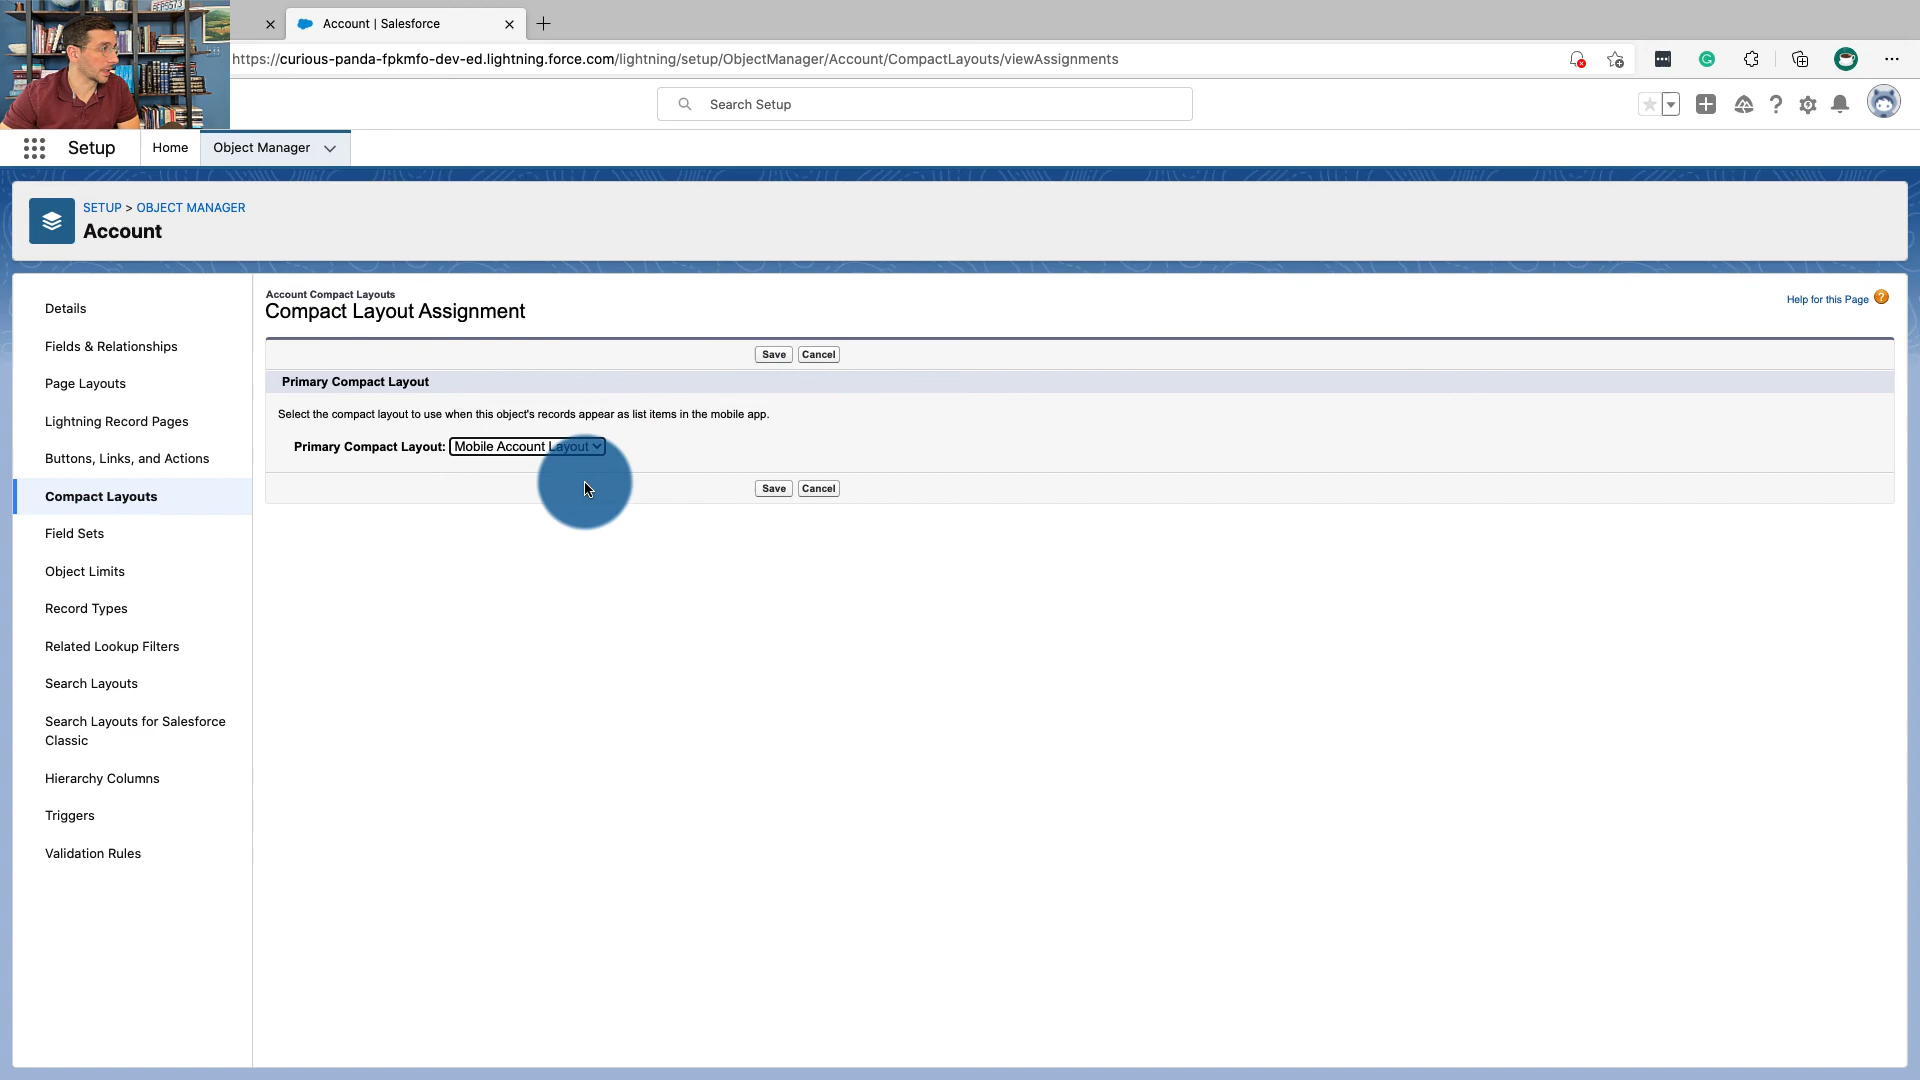 Account | Salesforce
https://curious-panda-fpkmfo-dev-ed.lightning.force.com/lightning/setup/ObjectManager/Account/CompactLayouts/viewAssignments
Search Setup
Setup
Home
Object Manager
SETUP > OBJECT MANAGER
Account
Details
Fields & Relationships
Page Layouts
Lightning Record Pages
Buttons, Links, and Actions
Compact Layouts
Field Sets
Object Limits
Record Types
Related Lookup Filters
Search Layouts
Search Layouts for Salesforce
Classic
Hierarchy Columns
Triggers
Validation Rules
Account Compact Layouts
Compact Layout Assignment
Help for this Page ?
Save Cancel
Primary Compact Layout
Select the compact layout to use when this object's records appear as list items in the mobile app.
Primary Compact Layout: Mobile Account Layout
Save Cancel